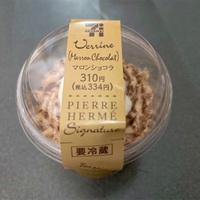 Verrine
(Marron Chocolat)
マロンショコラ
310円
(税込334円)
PIERRE
HERMÉ
Signature
要冷蔵